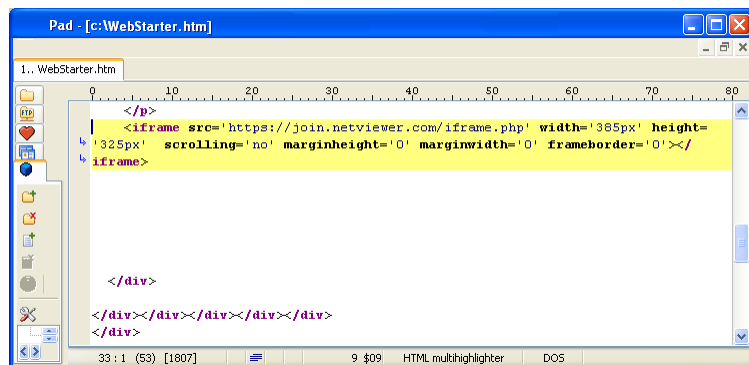 Pad - [c:\WebStarter.htm]
1.. WebStarter.htm
0 10 20 30 40 50 60 70 80
FTP
</p>
<iframe src='https://join.netviewer.com/iframe.php' width='385px' height=
'325px' scrolling='no' marginheight='0' marginwidth='0' frameborder='0'></
iframe>
</div>
</div></div></div></div>
</div>
33 : 1 (53) [1807] 9 $09 HTML multihighlighter DOS